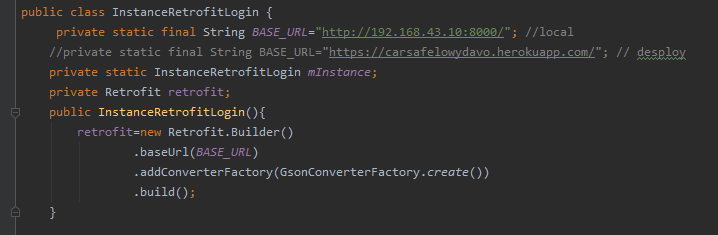 public class InstanceRetrofitLogin {
private static final String BASE_URL="http://192.168.43.10:8000/"; //local
//private static final String BASE_URL="https://carsafelowydavo.herokuapp.com/"; // desploy
private static InstanceRetrofitLogin mInstance;
private Retrofit retrofit;
public InstanceRetrofitLogin(){
retrofit=new Retrofit.Builder()
.baseUrl(BASE_URL)
.addConverterFactory(GsonConverterFactory.create())
.build();
}